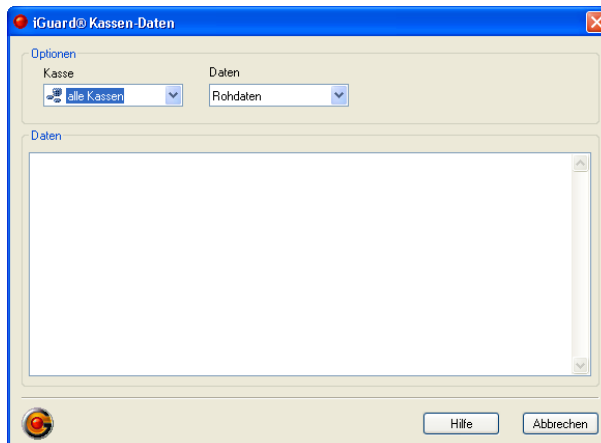 iGuard® Kassen-Daten
Optionen
Kasse Daten
alle Kassen Rohdaten
Daten
Hilfe Abbrechen